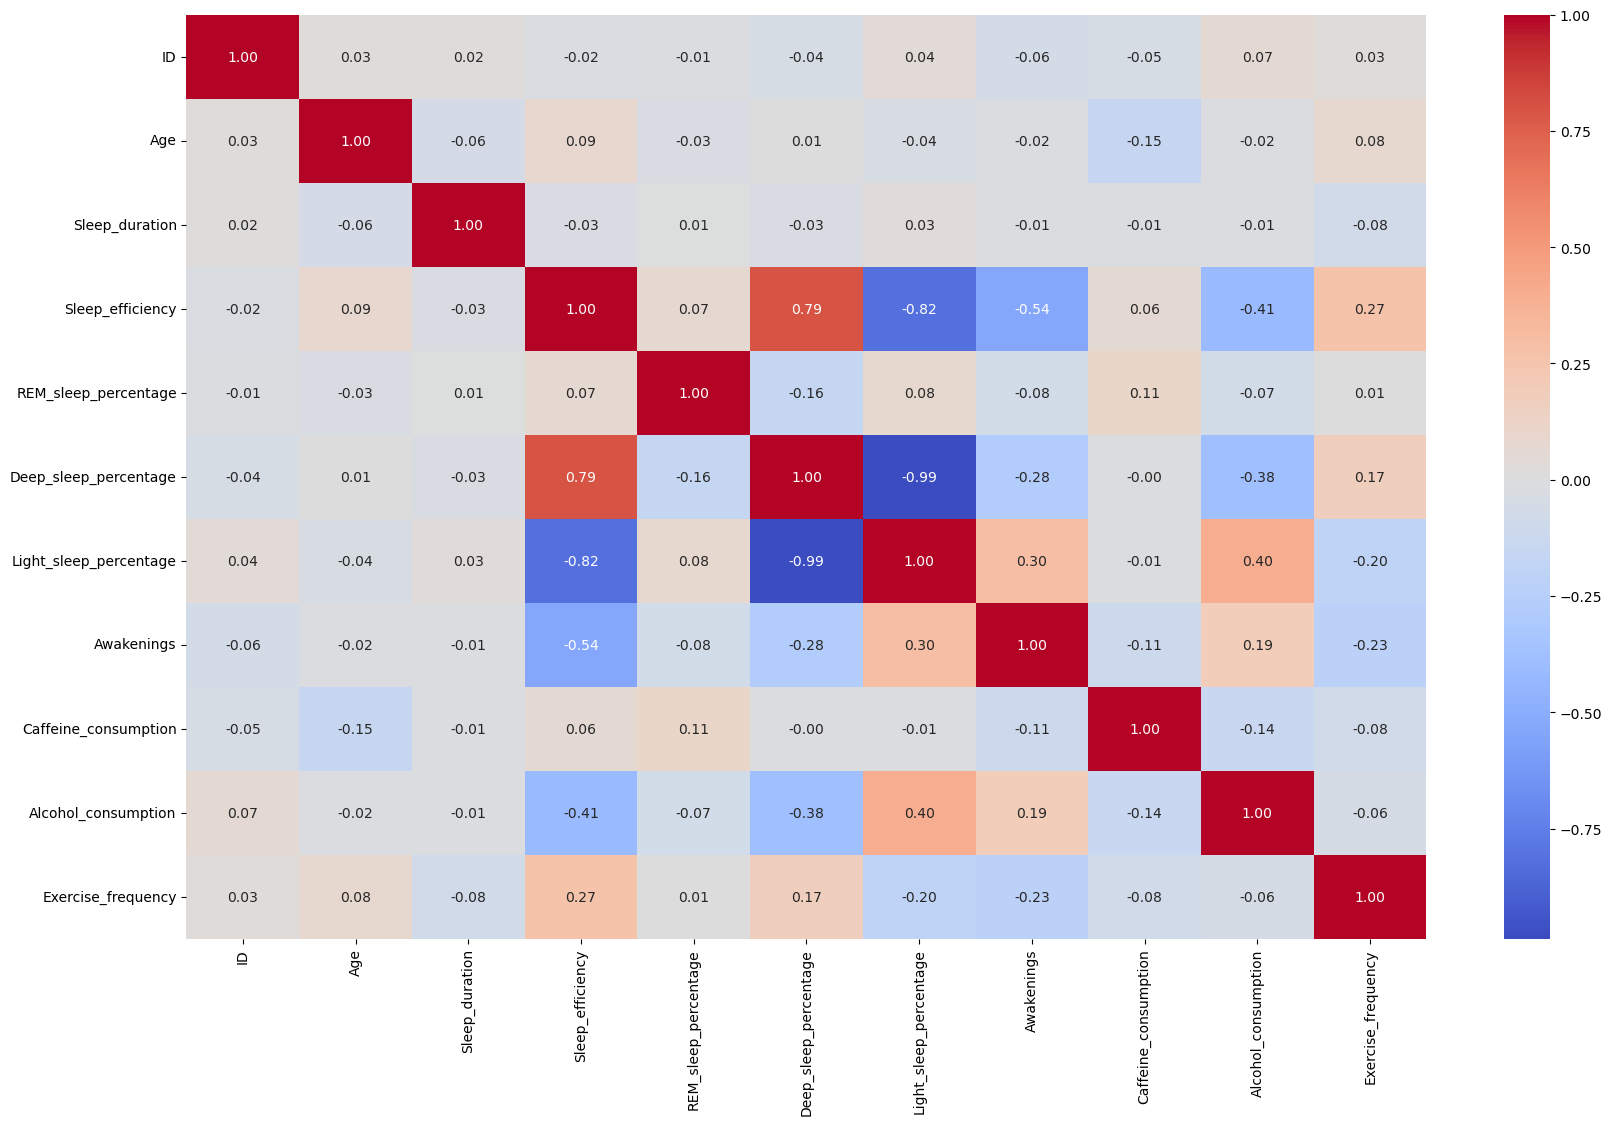 ID 1.00 0.03 0.02 -0.02 -0.01 -0.04 0.04 -0.06 -0.05 0.07 0.03
Age 0.03 1.00 -0.06 0.09 -0.03 0.01 -0.04 -0.02 -0.15 -0.02 0.08
Sleep_duration 0.02 -0.06 1.00 -0.03 0.01 -0.03 0.03 -0.01 -0.01 -0.01 -0.08
Sleep_efficiency -0.02 0.09 -0.03 1.00 0.07 0.79 -0.82 -0.54 0.06 -0.41 0.27
REM_sleep_percentage -0.01 -0.03 0.01 0.07 1.00 -0.16 0.08 -0.08 0.11 -0.07 0.01
Deep_sleep_percentage -0.04 0.01 -0.03 0.79 -0.16 1.00 -0.99 -0.28 -0.00 -0.38 0.17
Light_sleep_percentage 0.04 -0.04 0.03 -0.82 0.08 -0.99 1.00 0.30 -0.01 0.40 -0.20
Awakenings -0.06 -0.02 -0.01 -0.54 -0.08 -0.28 0.30 1.00 -0.11 0.19 -0.23
Caffeine_consumption -0.05 -0.15 -0.01 0.06 0.11 -0.00 -0.01 -0.11 1.00 -0.14 -0.08
Alcohol_consumption 0.07 -0.02 -0.01 -0.41 -0.07 -0.38 0.40 0.19 -0.14 1.00 -0.06
Exercise_frequency 0.03 0.08 -0.08 0.27 0.01 0.17 -0.20 -0.23 -0.08 -0.06 1.00
ID
Age
Sleep_duration
Sleep_efficiency
REM_sleep_percentage
Deep_sleep_percentage
Light_sleep_percentage
Awakenings
Caffeine_consumption
Alcohol_consumption
Exercise_frequency
1.00
0.75
0.50
0.25
0.00
−0.25
−0.50
−0.75